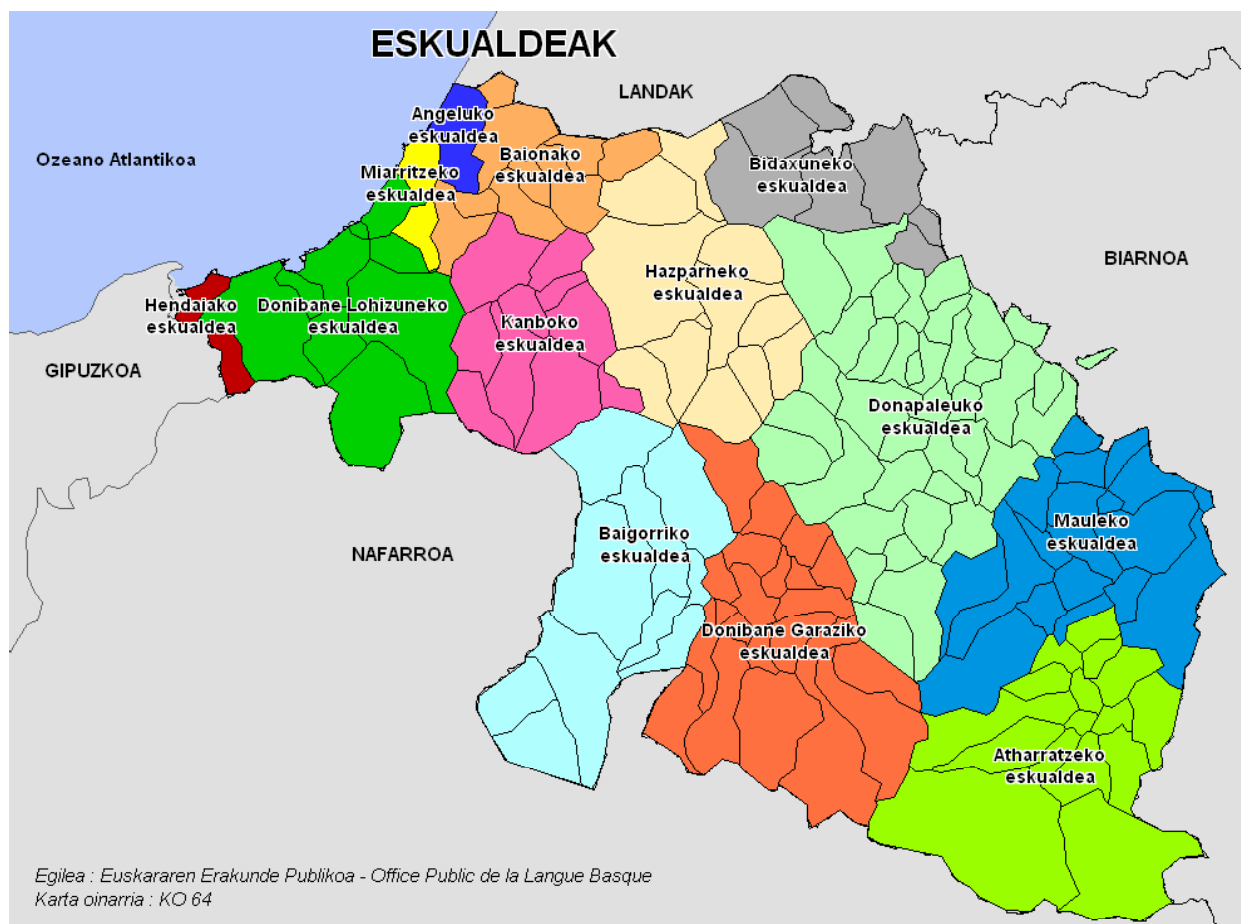 ESKUALDEAK
LANDAK
Angeluko
eskualdea
Ozeano Atlantikoa
Baionako
eskualdea
Miarritzeko
eskualdea
Bidaxuneko
eskualdea
BIARNOA
Hazparneko
eskualdea
Hendaiako
eskualdea
Donibane Lohizuneko
eskualdea
Kanboko
eskualdea
GIPUZKOA
Donapaleuko
eskualdea
Mauleko
eskualdea
Baigorriko
eskualdea
NAFARROA
Donibane Garaziko
eskualdea
Atharratzeko
eskualdea
Egilea : Euskararen Erakunde Publikoa - Office Public de la Langue Basque
Karta oinarria : KO 64